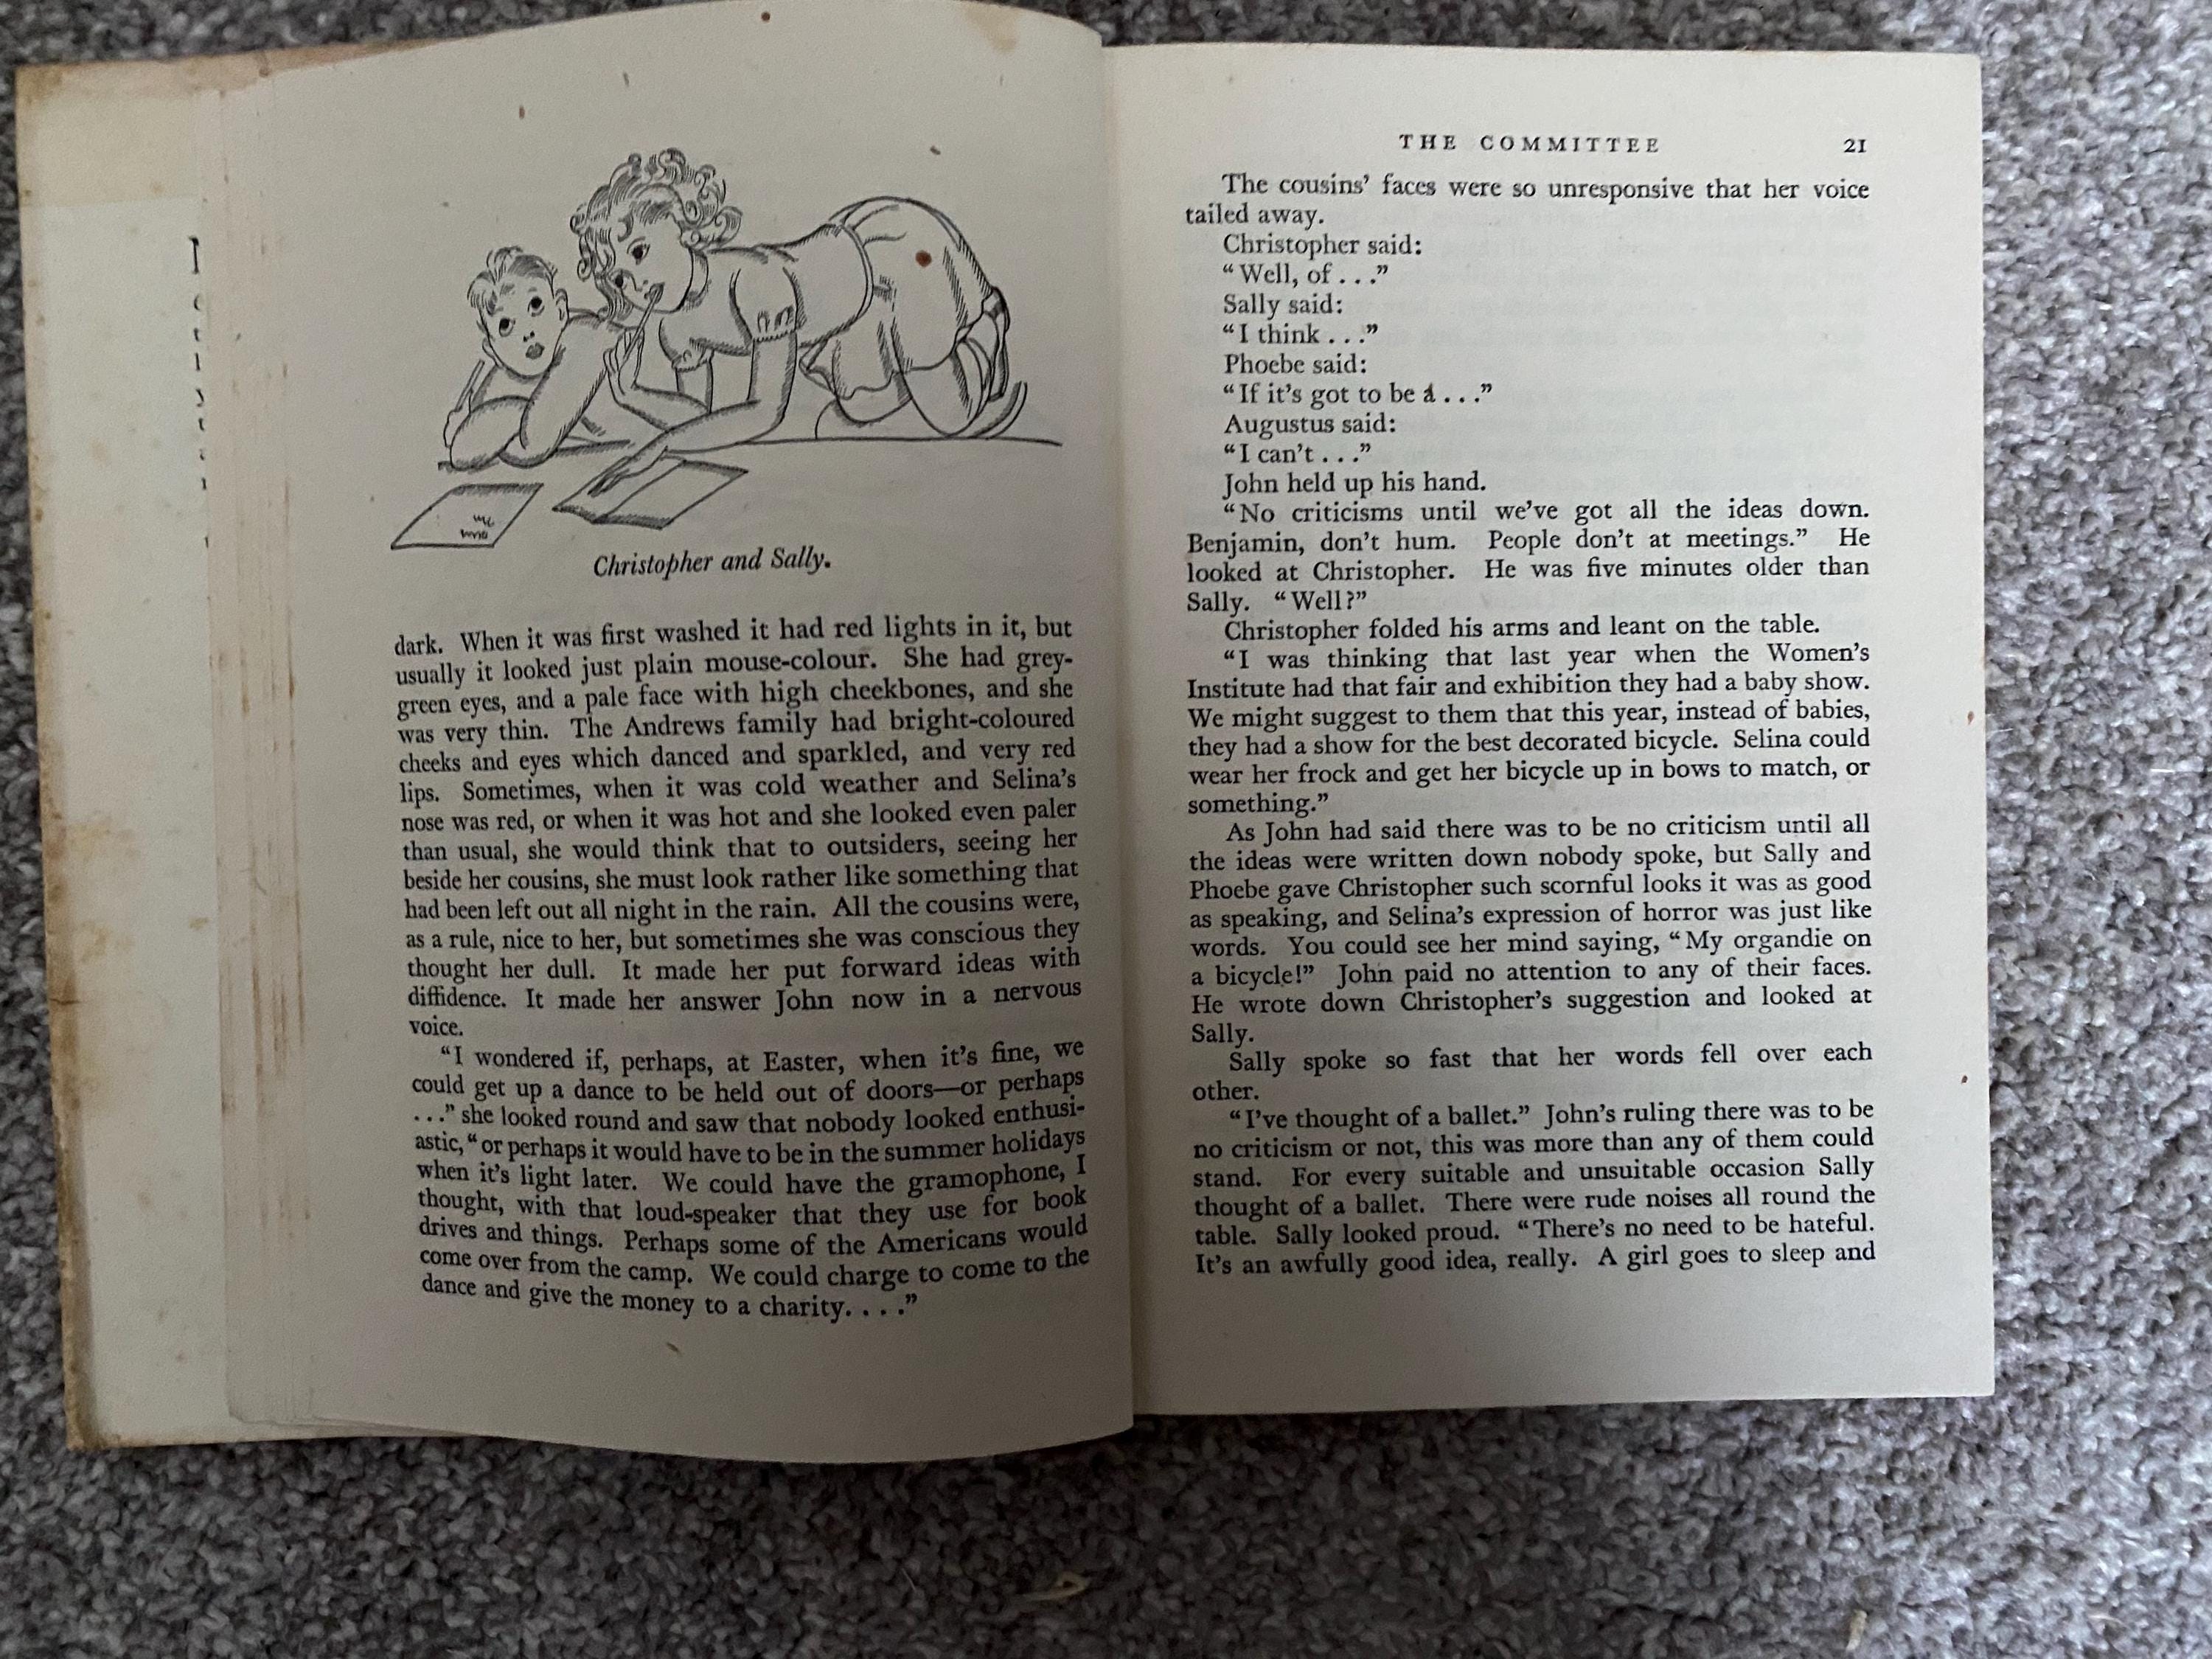 Christopher and Sally.
dark. When it was first washed it had red lights in it, but
usually it looked just plain mouse-colour. She had grey-
green eyes, and a pale face with high cheekbones, and she
was very thin. The Andrews family had bright-coloured
cheeks and eyes which danced and sparkled, and very red
lips. Sometimes, when it was cold weather and Selina's
nose was red, or when it was hot and she looked even paler
than usual, she would think that to outsiders, seeing her
beside her cousins, she must look rather like something that
had been left out all night in the rain. All the cousins were,
as a rule, nice to her, but sometimes she was conscious they
thought her dull. It made her put forward ideas with
diffidence. It made her answer John now in a nervous
voice.
"I wondered if, perhaps, at Easter, when it's fine, we
could get up a dance to be held out of doors—or perhaps
. . ." she looked round and saw that nobody looked enthusi-
astic, "or perhaps it would have to be in the summer holidays
when it's light later. We could have the gramophone, I
thought, with that loud-speaker that they use for book
drives and things. Perhaps some of the Americans would
come over from the camp. We could charge to come to the
dance and give the money to a charity. . . ."
THE COMMITTEE 21
The cousins' faces were so unresponsive that her voice
tailed away.
Christopher said:
"Well, of . . ."
Sally said:
"I think . . ."
Phoebe said:
"If it's got to be a . . ."
Augustus said:
"I can't . . ."
John held up his hand.
"No criticisms until we've got all the ideas down.
Benjamin, don't hum. People don't at meetings." He
looked at Christopher. He was five minutes older than
Sally. "Well?"
Christopher folded his arms and leant on the table.
"I was thinking that last year when the Women's
Institute had that fair and exhibition they had a baby show.
We might suggest to them that this year, instead of babies,
they had a show for the best decorated bicycle. Selina could
wear her frock and get her bicycle up in bows to match, or
something."
As John had said there was to be no criticism until all
the ideas were written down nobody spoke, but Sally and
Phoebe gave Christopher such scornful looks it was as good
as speaking, and Selina's expression of horror was just like
words. You could see her mind saying, "My organdie on
a bicycle!" John paid no attention to any of their faces.
He wrote down Christopher's suggestion and looked at
Sally.
Sally spoke so fast that her words fell over each
other.
"I've thought of a ballet." John's ruling there was to be
no criticism or not, this was more than any of them could
stand. For every suitable and unsuitable occasion Sally
thought of a ballet. There were rude noises all round the
table. Sally looked proud. "There's no need to be hateful.
It's an awfully good idea, really. A girl goes to sleep and